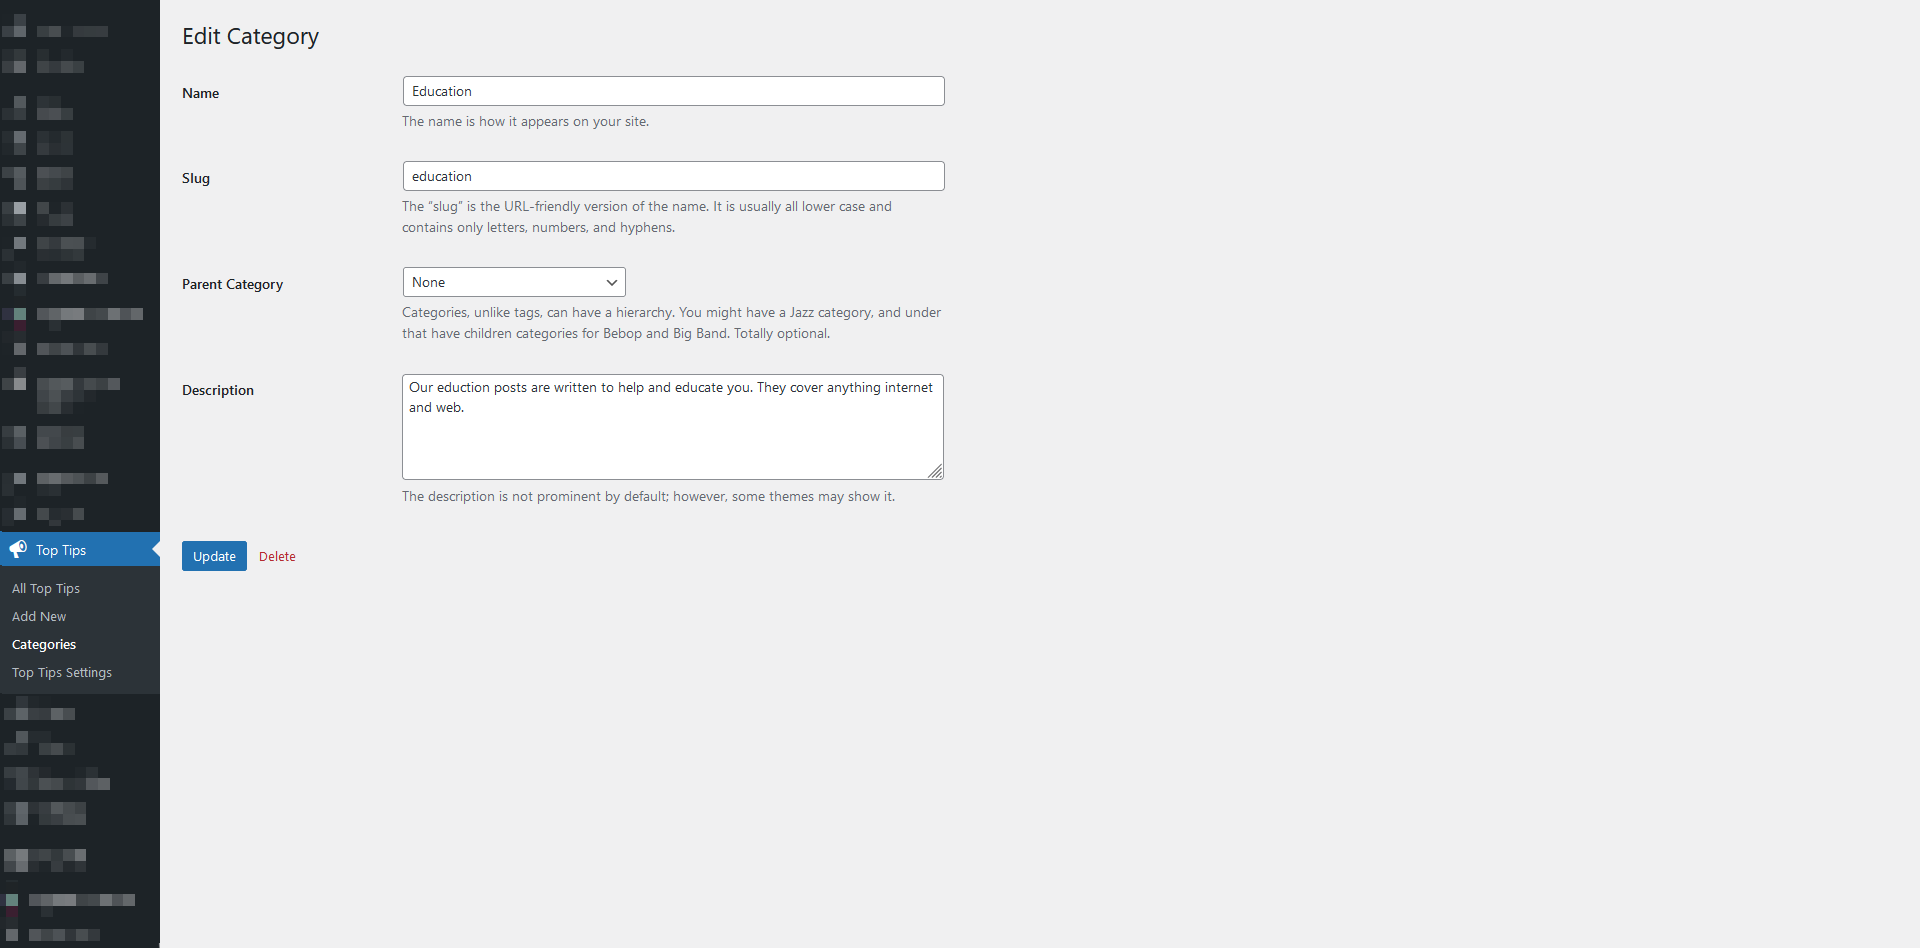 Edit Category
Name
Education
The name is how it appears on your site.
Slug
education
The “slug” is the URL-friendly version of the name. It is usually all lower case and
contains only letters, numbers, and hyphens.
Parent Category
None
Categories, unlike tags, can have a hierarchy. You might have a Jazz category, and under
that have children categories for Bebop and Big Band. Totally optional.
Description
Our eduction posts are written to help and educate you. They cover anything internet
and web.
The description is not prominent by default; however, some themes may show it.
Update
Delete
Top Tips
All Top Tips
Add New
Categories
Top Tips Settings